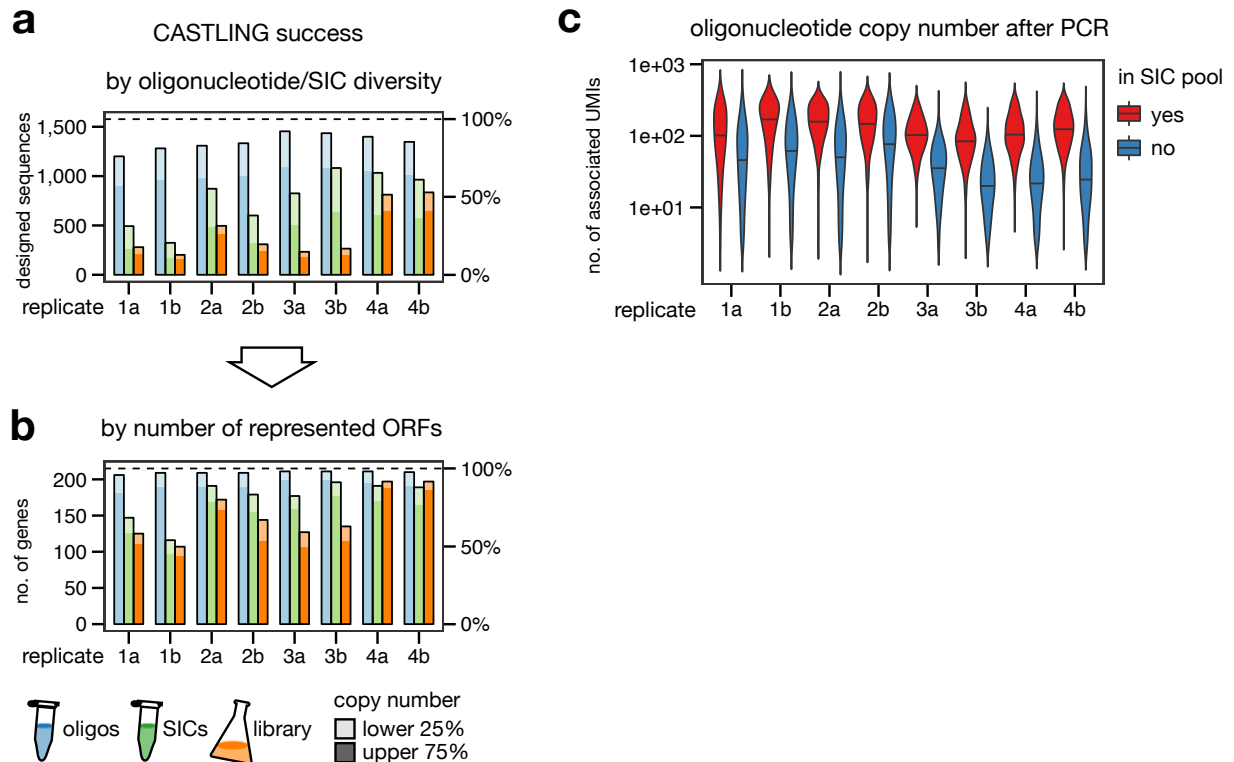 a
CASTLING success
by oligonucleotide/SIC diversity
designed sequences
1,500
1,000
500
0
100%
50%
0%
replicate 1a 1b 2a 2b 3a 3b 4a 4b
b
by number of represented ORFs
no. of genes
200
150
100
50
0
100%
50%
0%
replicate 1a 1b 2a 2b 3a 3b 4a 4b
oligos SICs library
copy number
lower 25%
upper 75%
c
oligonucleotide copy number after PCR
no. of associated UMIs
1e+03
1e+02
1e+01
replicate 1a 1b 2a 2b 3a 3b 4a 4b
in SIC pool
yes
no